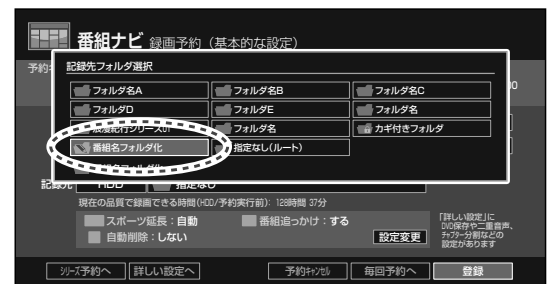 番組ナビ 録画予約（基本的な設定）
予約
記録先フォルダ選択
フォルダ名A フォルダ名B フォルダ名C
フォルダD フォルダE フォルダ名
浪漫紀行シリーズ01 フォルダ名 カギ付きフォルダ
番組名フォルダ化 指定なし(ルート)
記録先 HDD 指定なし
現在の品質で録画できる時間(HDD/予約実行前)： 128時間 37分
スポーツ延長：自動 番組追っかけ：する
自動削除：しない 設定変更
「詳しい設定」に
DVD保存や二重音声、
チャプター分割などの
設定があります
シリーズ予約へ 詳しい設定へ 予約キャンセル 毎回予約へ 登録